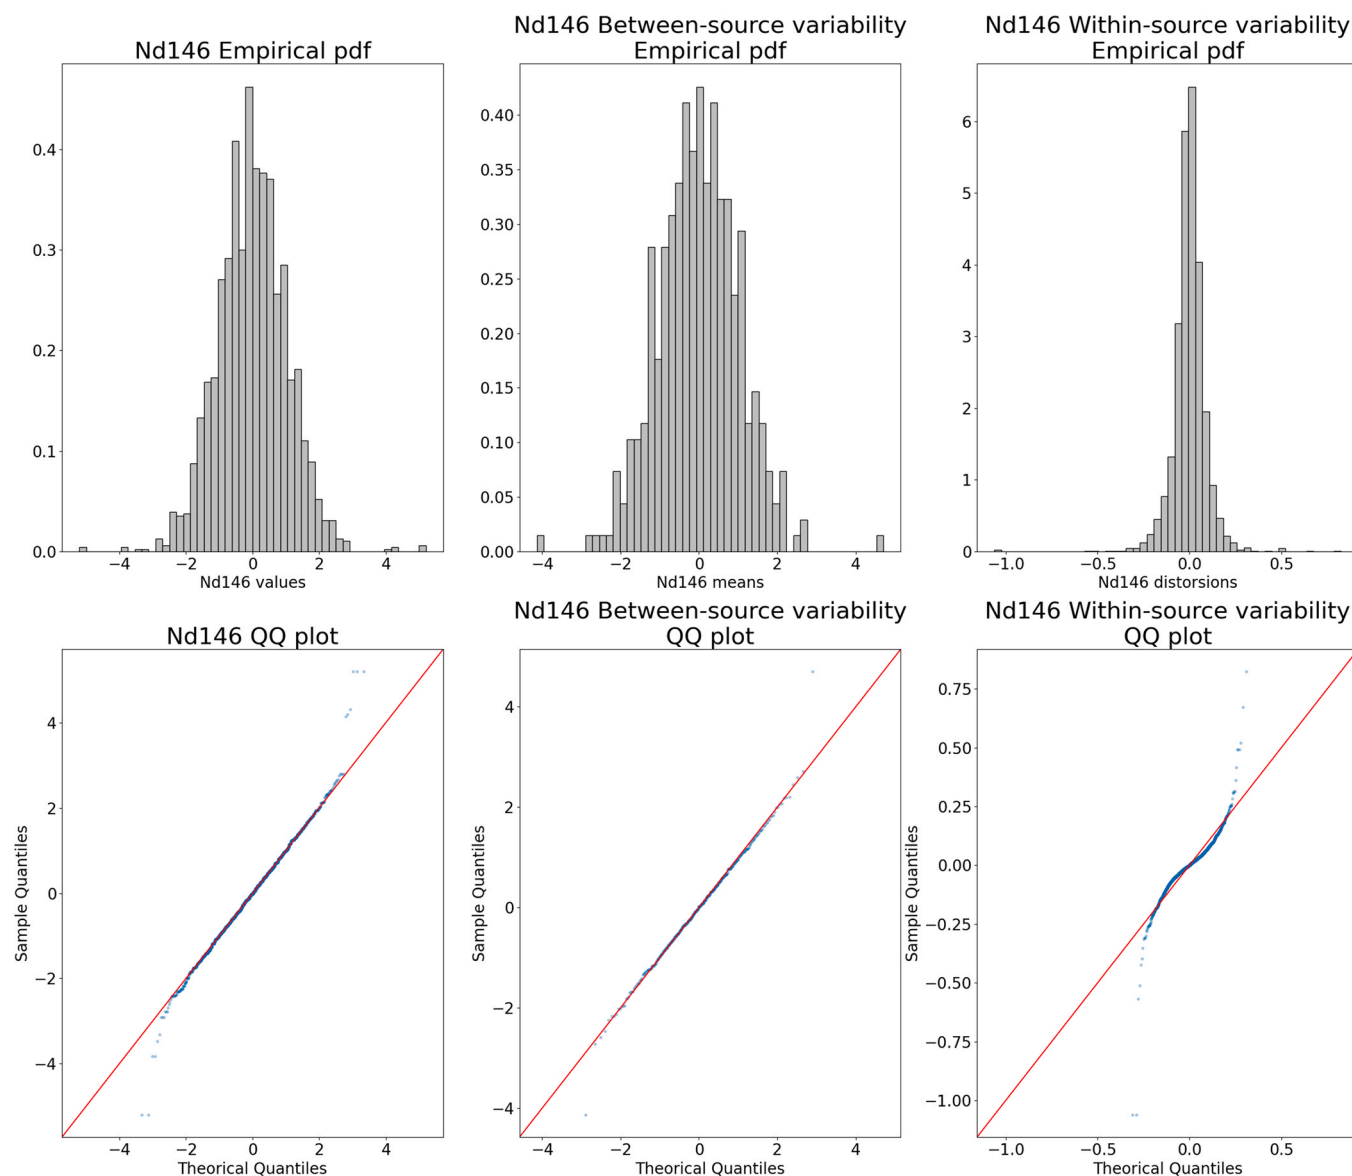 Nd146 Empirical pdf
0.4
0.3
0.2
0.1
0.0
−4 −2 0 2 4
Nd146 values
Nd146 Between-source variability
Empirical pdf
0.40
0.35
0.30
0.25
0.20
0.15
0.10
0.05
0.00
−4 −2 0 2 4
Nd146 means
Nd146 Within-source variability
Empirical pdf
6
5
4
3
2
1
0
−1.0 −0.5 0.0 0.5
Nd146 distorsions
Nd146 QQ plot
Sample Quantiles
4
2
0
−2
−4
−4 −2 0 2 4
Theorical Quantiles
Nd146 Between-source variability
QQ plot
Sample Quantiles
4
2
0
−2
−4
−4 −2 0 2 4
Theorical Quantiles
Nd146 Within-source variability
QQ plot
Sample Quantiles
0.75
0.50
0.25
0.00
−0.25
−0.50
−0.75
−1.00
−1.0 −0.5 0.0 0.5
Theorical Quantiles